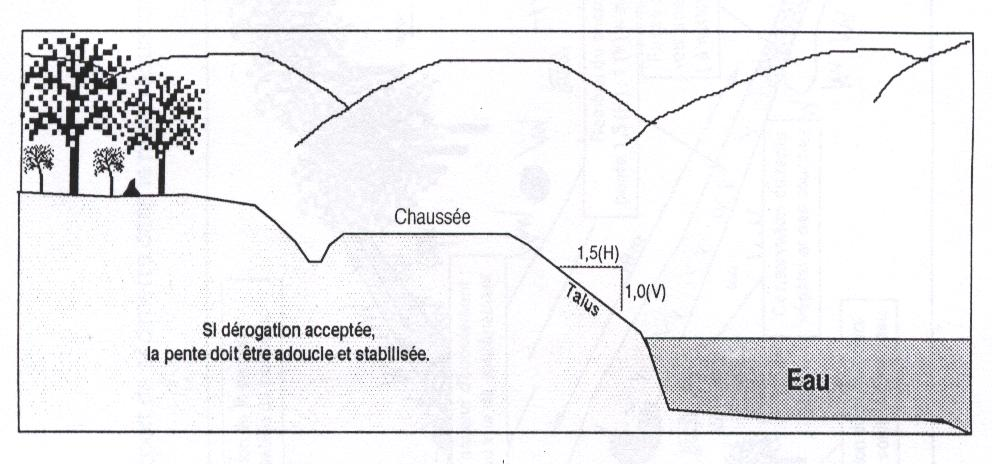 Chaussée
1,5(H)
1,0(V)
Talus
Si dérogation acceptée,
la pente doit être adoucie et stabilisée.
Eau